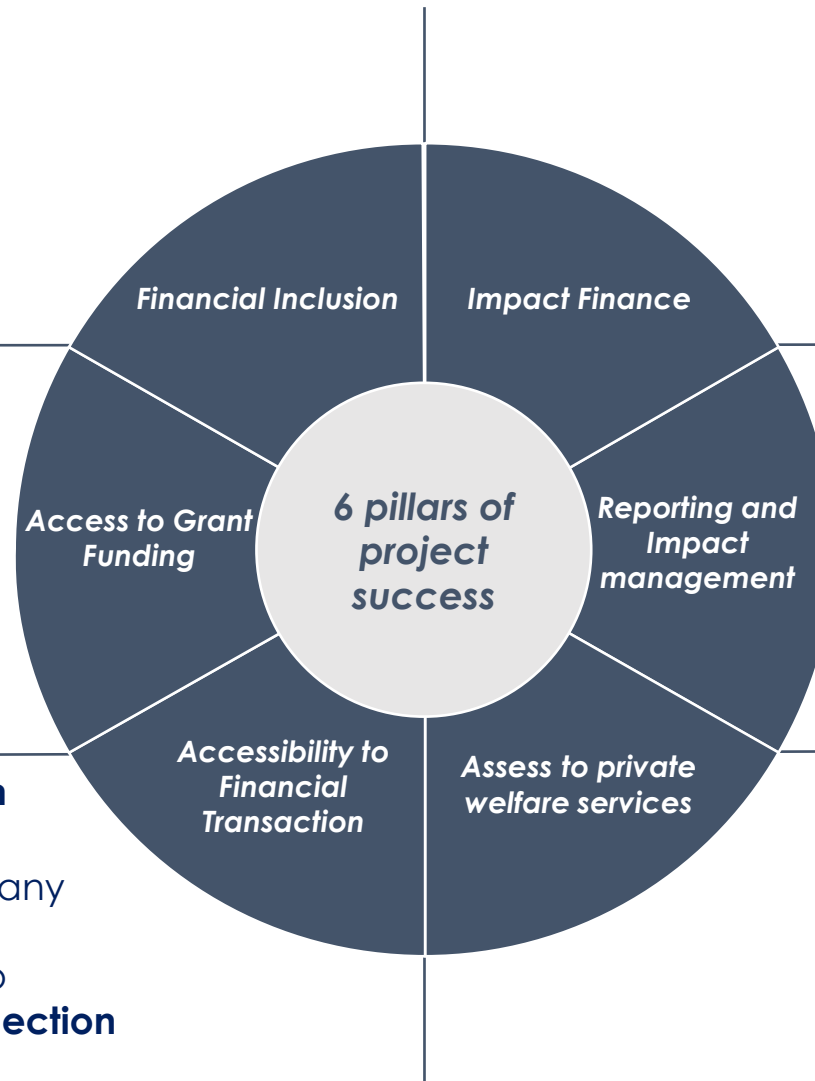 Financial Inclusion
Impact Finance
Access to Grant
Funding
6 pillars of
project
success
Reporting and
Impact
management
Accessibility to
Financial
Transaction
Assess to private
welfare services
any
ection